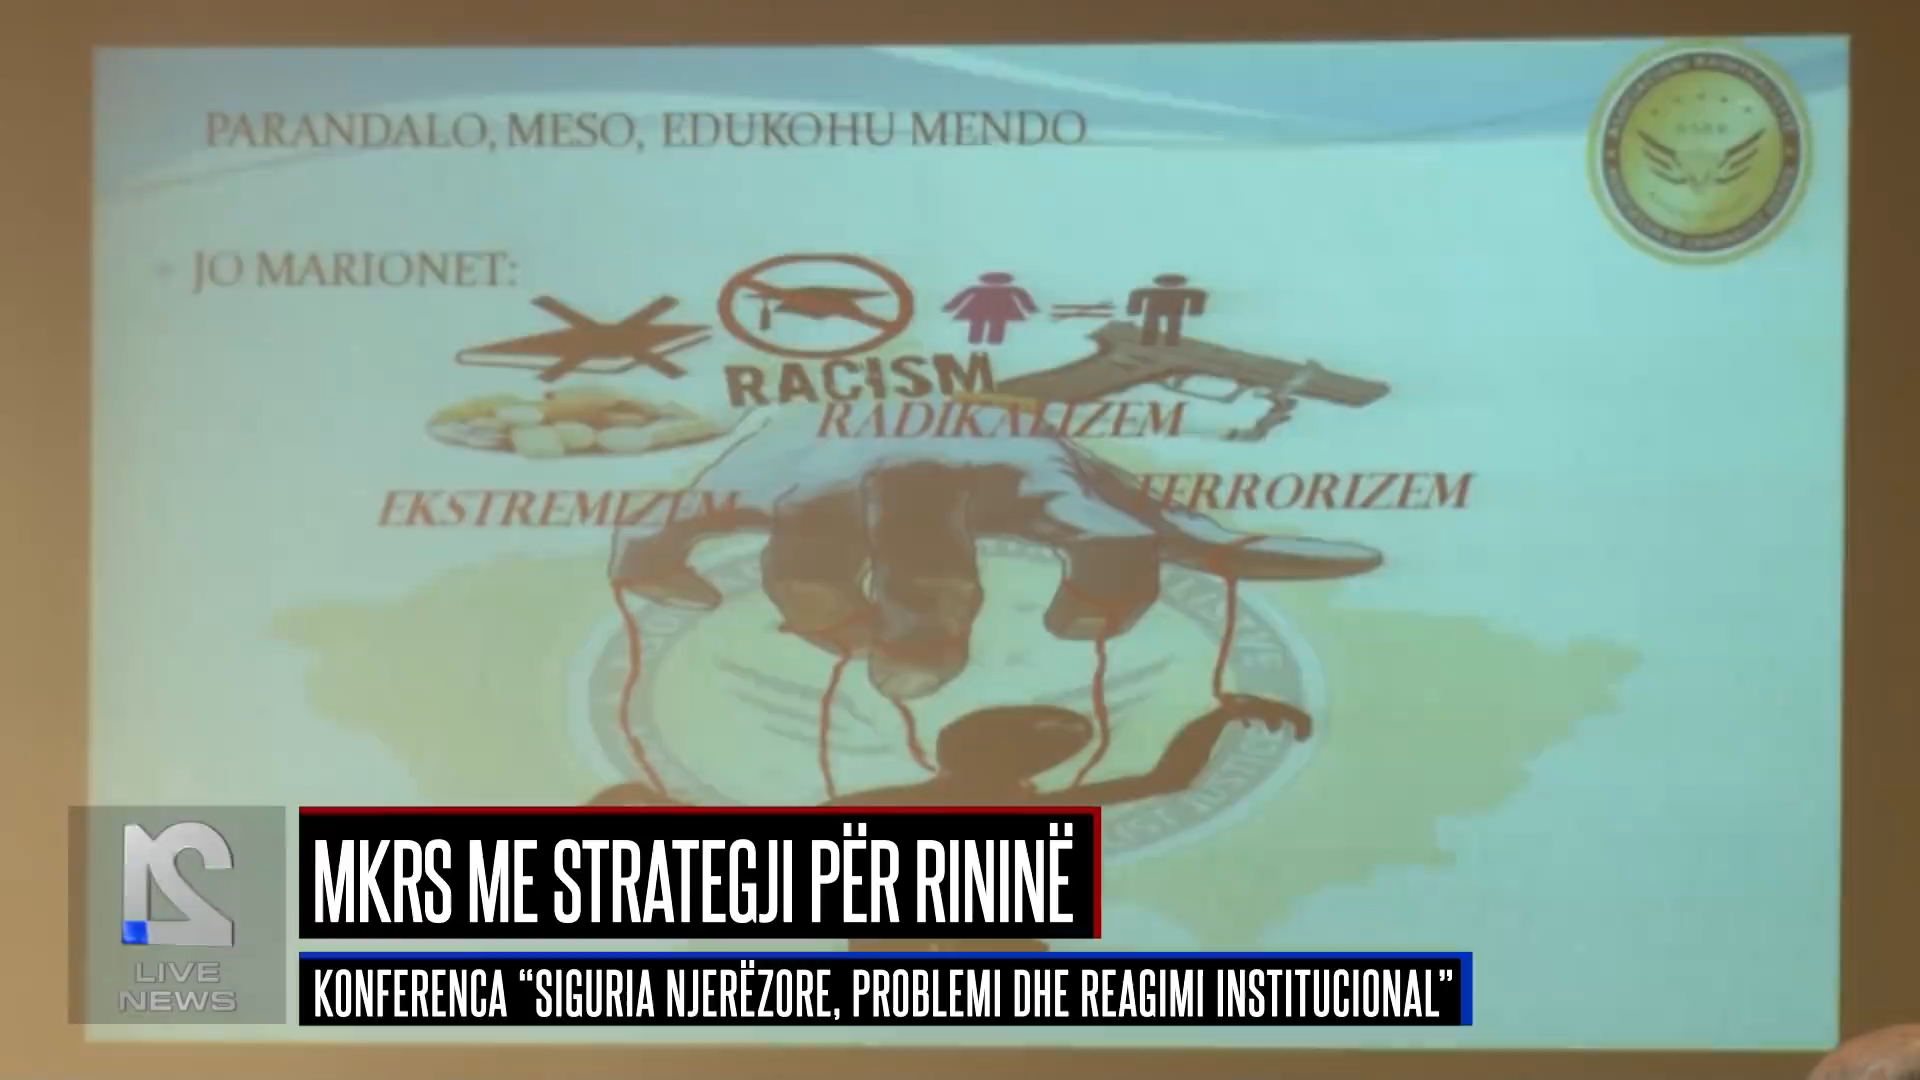 PARANDALO, MESO, EDUKOHU MENDO
JO MARIONET:
RACISM
RADIKALIZEM
EKSTREMIZEM
TERRORIZEM
LIVE
NEWS
MKRS ME STRATEGJI PËR RININË
KONFERENCA “SIGURIA NJERËZORE, PROBLEMI DHE REAGIMI INSTITUCIONAL”